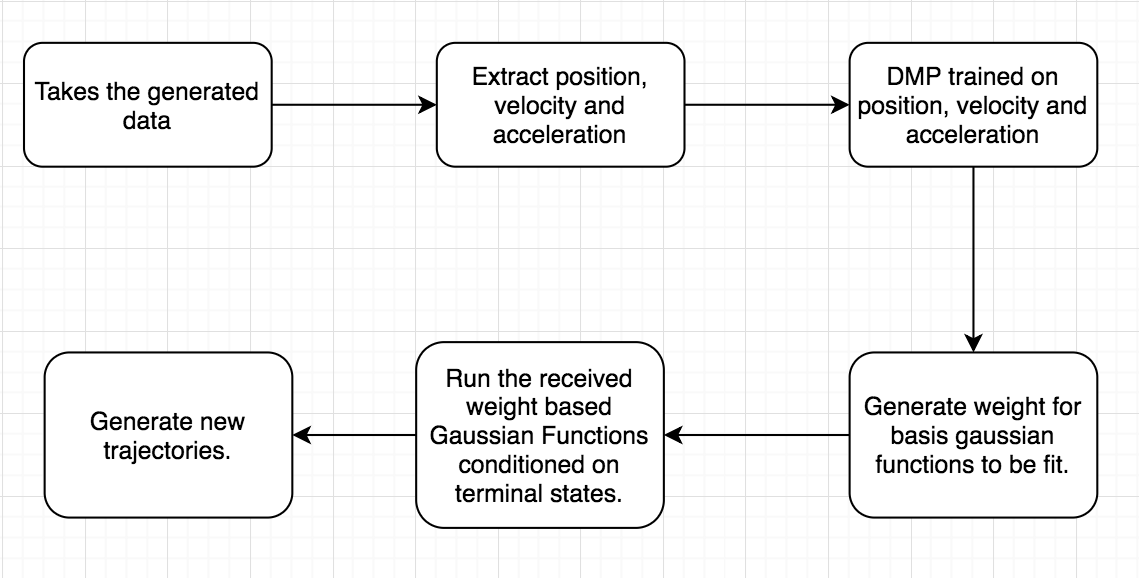 Takes the generated
data
Extract position,
velocity and
acceleration
DMP trained on
position, velocity and
acceleration
Generate weight for
basis gaussian
functions to be fit.
Run the received
weight based
Gaussian Functions
conditioned on
terminal states.
Generate new
trajectories.